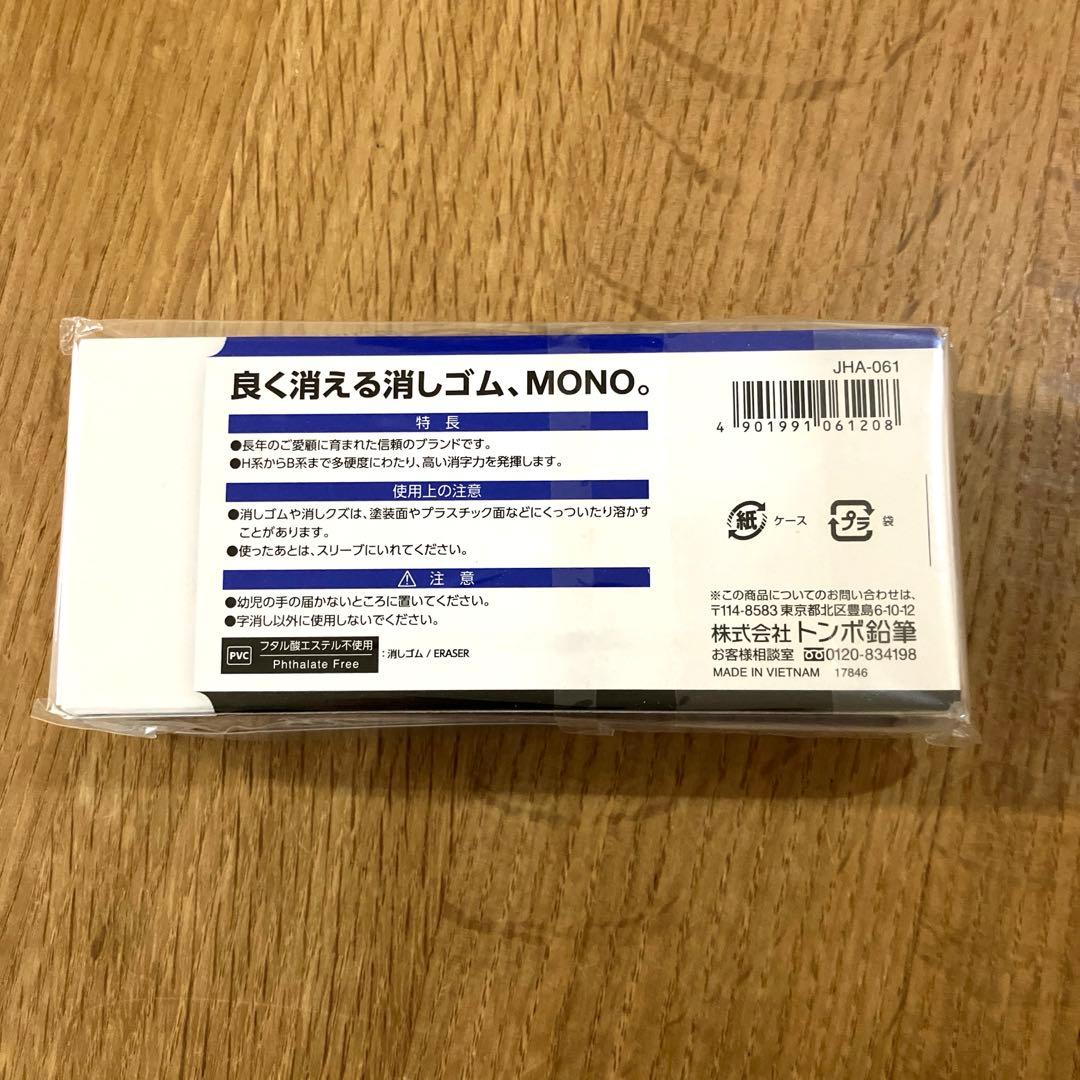 良く消える消しゴム、MONO。
特 長
●長年のご愛顧に育まれた信頼のブランドです。
●H系からB系まで多硬度にわたり、高い消字力を発揮します。
使用上の注意
●消しゴムや消しクズは、塗装面やプラスチック面などにくっついたり溶かす
ことがあります。
●使ったあとは、スリーブにいれてください。
⚠ 注 意
●幼児の手の届かないところに置いてください。
●字消し以外に使用しないでください。
PVC
フタル酸エステル不使用
Phthalate Free
:消しゴム / ERASER
JHA-061
4 901991 061208
紙 ケース
プラ 袋
※この商品についてのお問い合わせは、
〒114-8583 東京都北区豊島6-10-12
株式会社 トンボ鉛筆
お客様相談室 0120-834198
MADE IN VIETNAM 17846